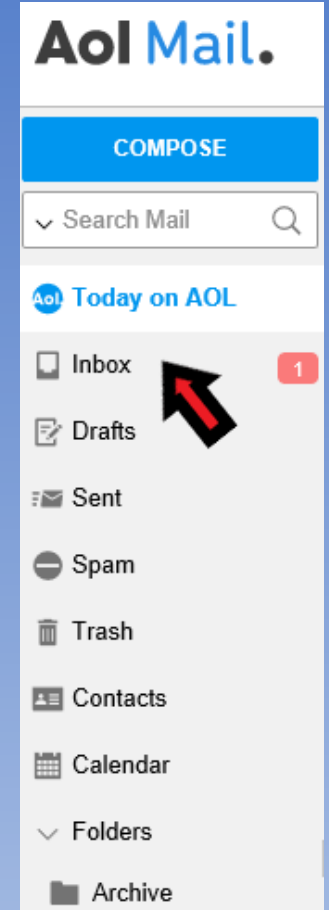 Aol Mail.
COMPOSE
Search Mail
Aol. Today on AOL
Inbox 1
Drafts
Sent
Spam
Trash
Contacts
Calendar
Folders
Archive